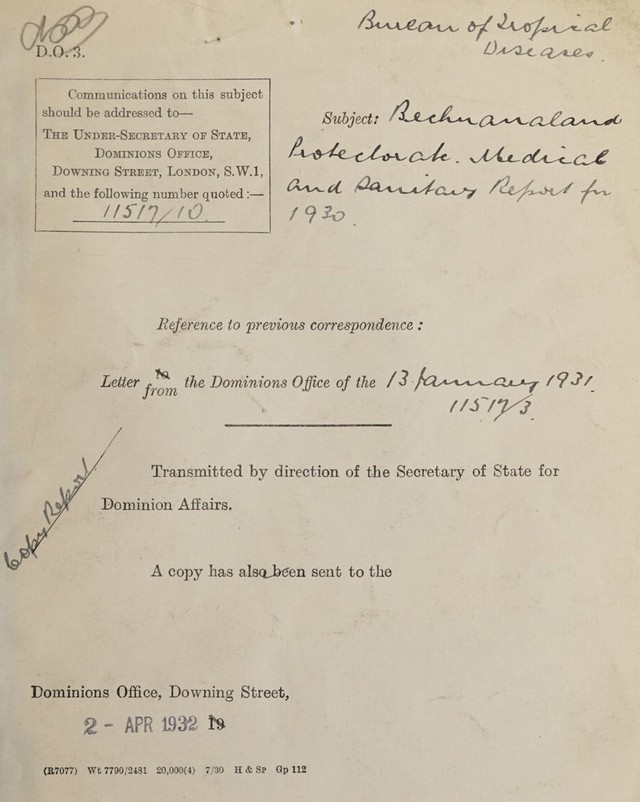 Bureau of Tropical
Diseases.
D.O.3.
Communications on this subject
should be addressed to—
THE UNDER-SECRETARY OF STATE,
DOMINIONS OFFICE,
DOWNING STREET, LONDON, S.W.1,
and the following number quoted :—
11517/10.
Subject: Bechuanaland
Protectorate. Medical
and Sanitary Report for
1930.
Reference to previous correspondence :
Letter to from the Dominions Office of the 13 January 1931.
11517/3.
Copy Report
Transmitted by direction of the Secretary of State for
Dominion Affairs.
A copy has also been sent to the
Dominions Office, Downing Street,
2 - APR 1932 19
(R7077) Wt 7790/2481 20,000(4) 7/30 H & SP Gp 112